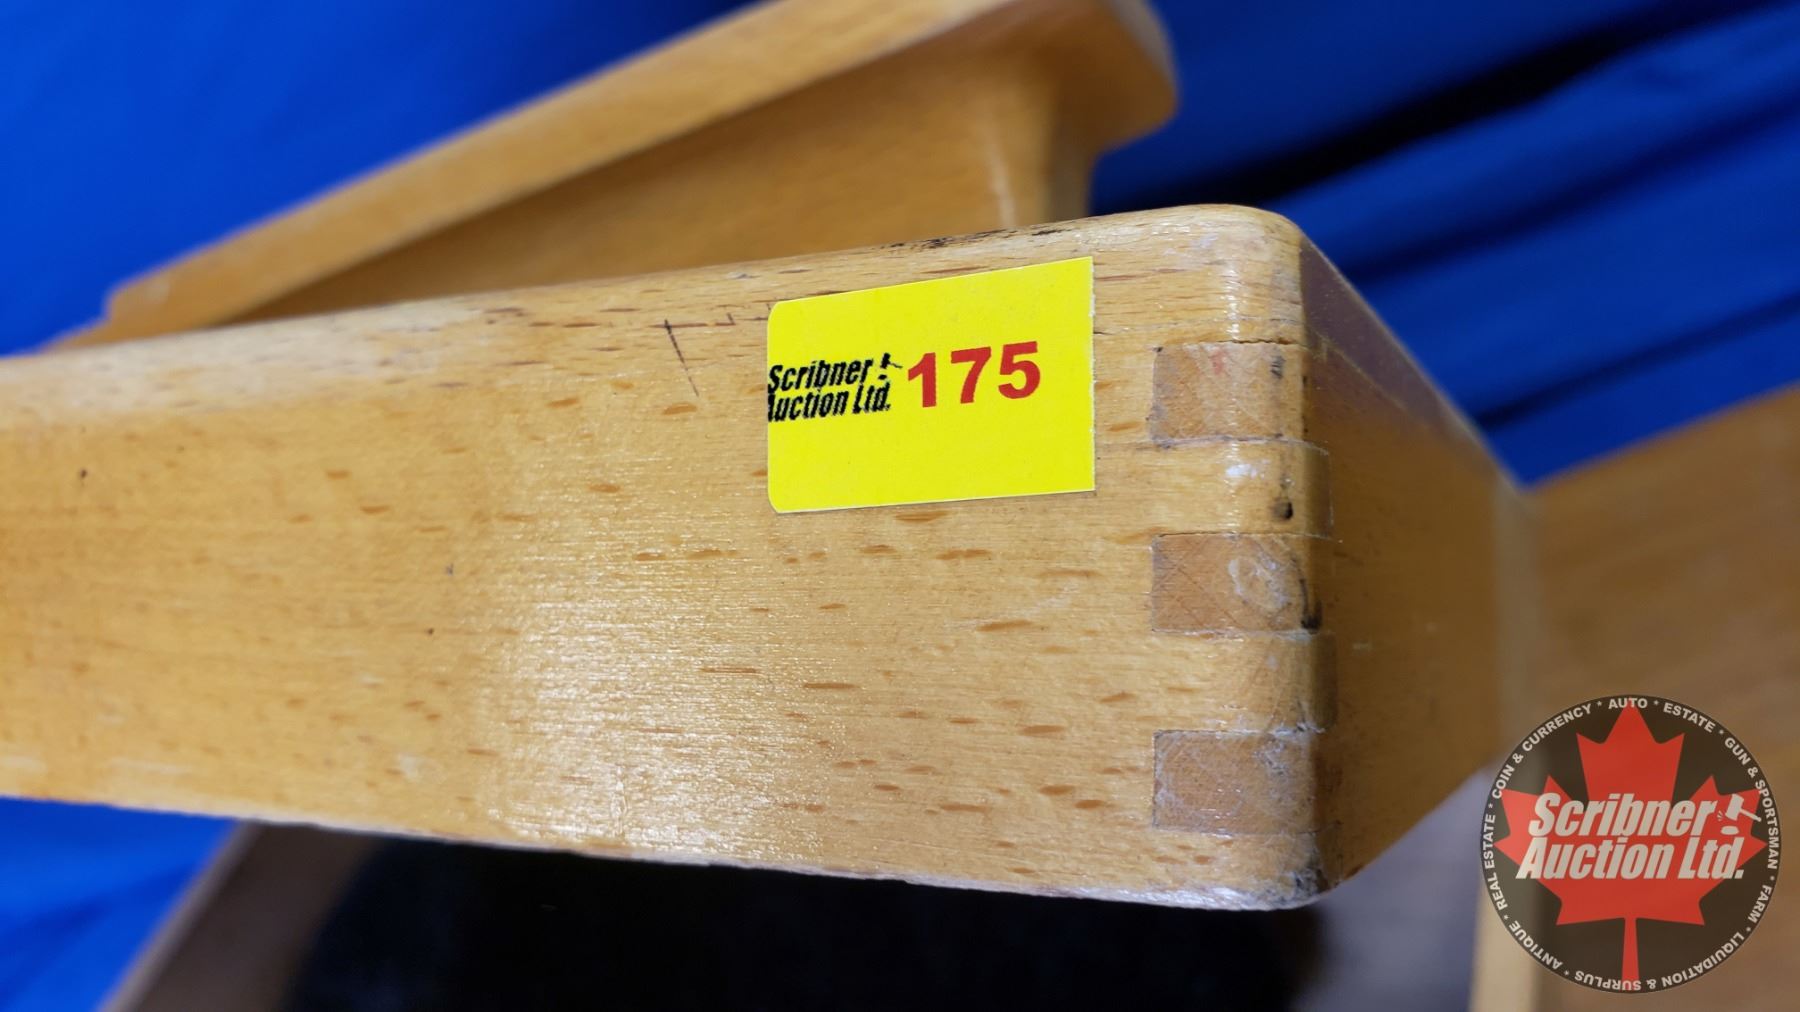 Scribner
Auction Ltd.
175
* REAL ESTATE * COIN & CURRENCY * AUTO * ESTATE * GUN & SPORTSMAN * FARM * LIQUIDATION & SURPLUS * ANTIQUE
Scribner
Auction Ltd.